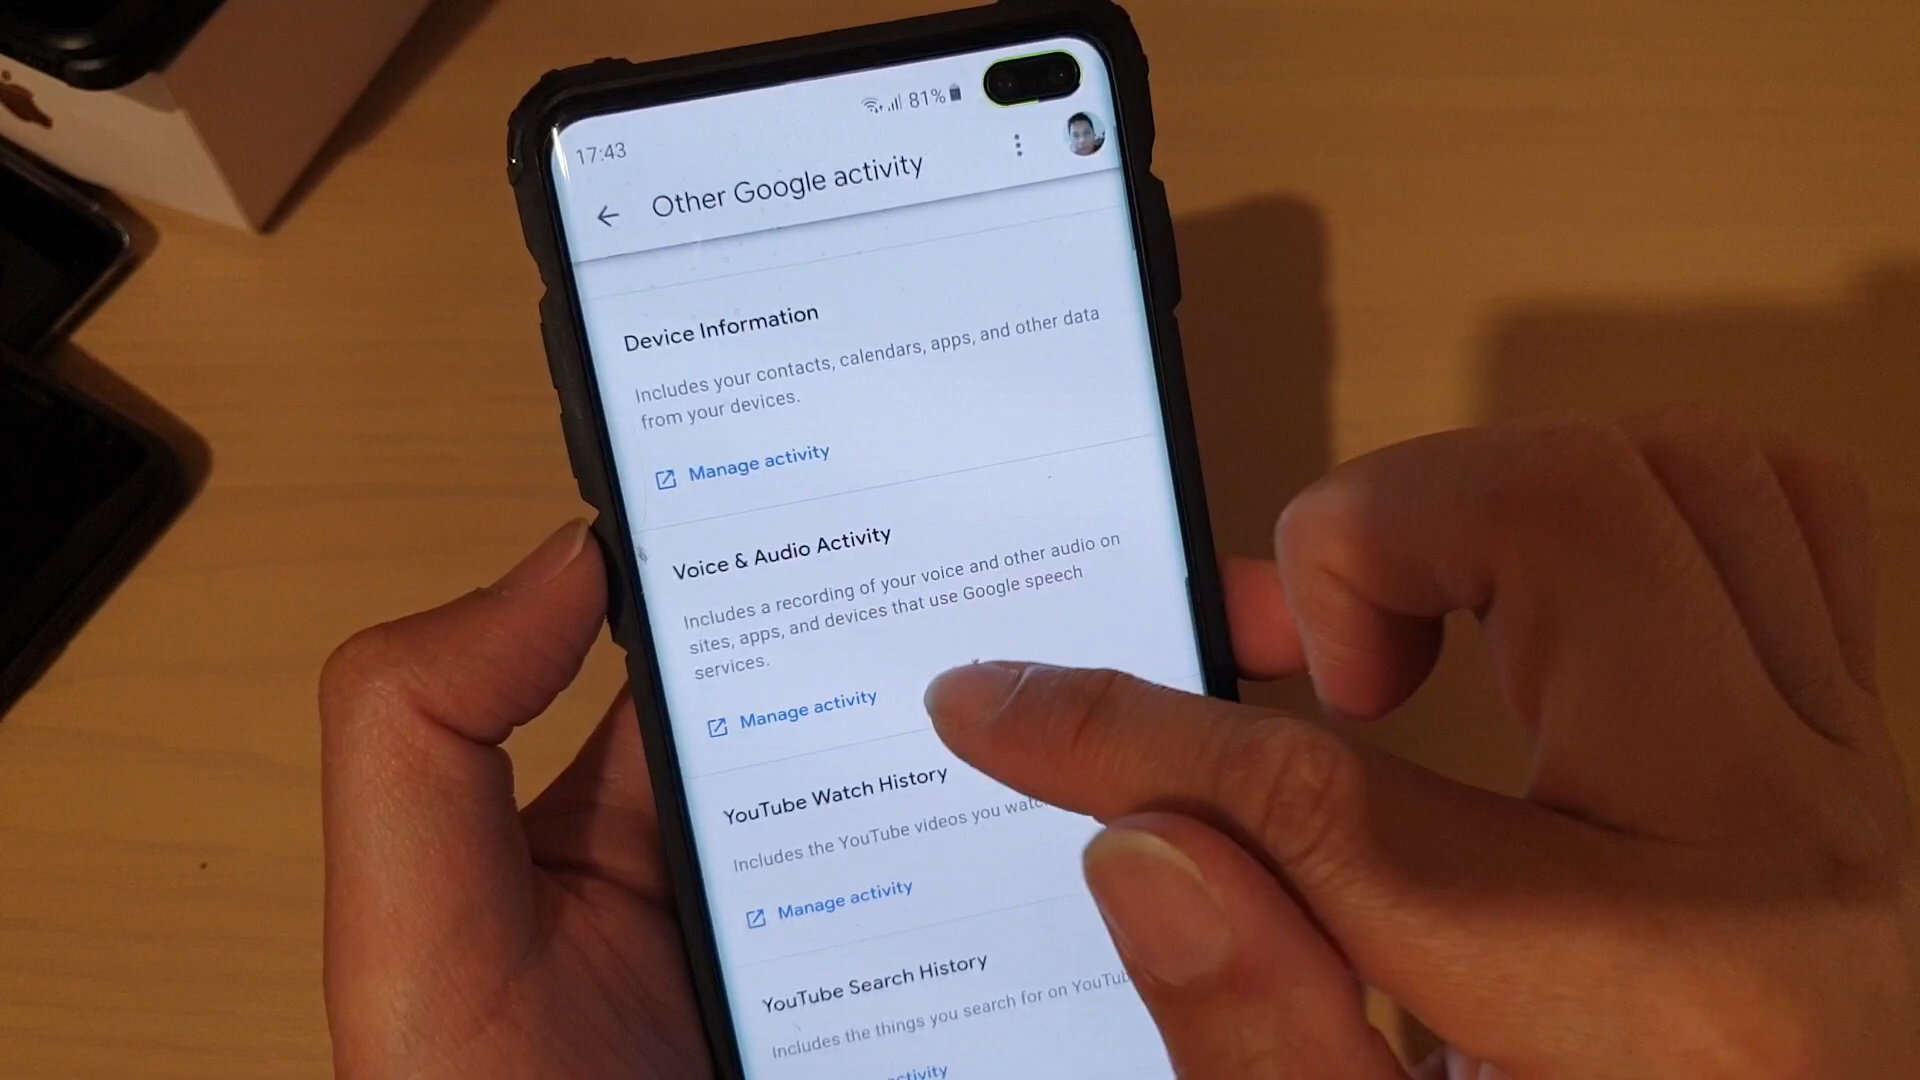 17:43
81%
Other Google activity
Device Information
Includes your contacts, calendars, apps, and other data
from your devices.
Manage activity
Voice & Audio Activity
Includes a recording of your voice and other audio on
sites, apps, and devices that use Google speech
services.
Manage activity
YouTube Watch History
Includes the YouTube videos you
Manage activity
YouTube Search History
Includes the things you search for on